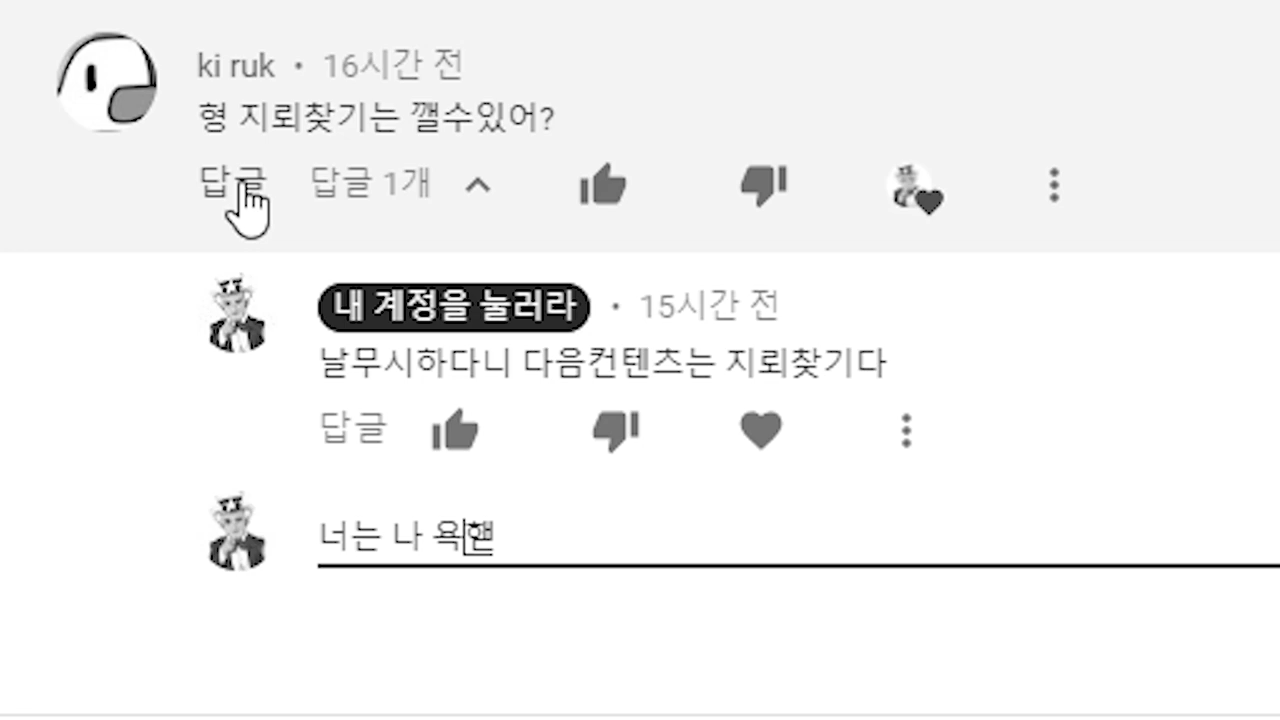 ki ruk • 16시간 전
형 지뢰찾기는 깰수있어?
답글 답글 1개
내 계정을 눌러라 • 15시간 전
날무시하다니 다음컨텐츠는 지뢰찾기다
답글
너는 나 욕핻